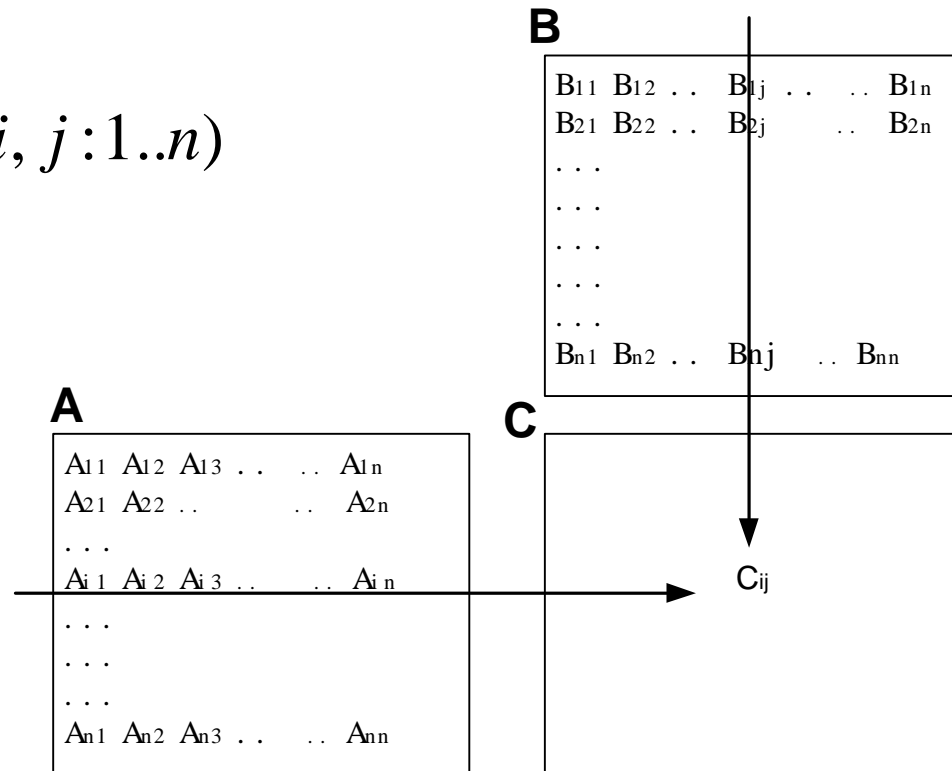 B
i, j:1..n)
B11 B12 . . B1j . . . . B1n
B21 B22 . . B2j . . B2n
. . .
. . .
. . .
. . .
. . .
Bn1 Bn2 . . Bnj . . Bnn
A
C
A11 A12 A13 . . . . A1n
A21 A22 . . . . A2n
. . .
Ai1 Ai2 Ai3 . . . . Ain
Cij
. . .
. . .
. . .
An1 An2 An3 . . . . Ann